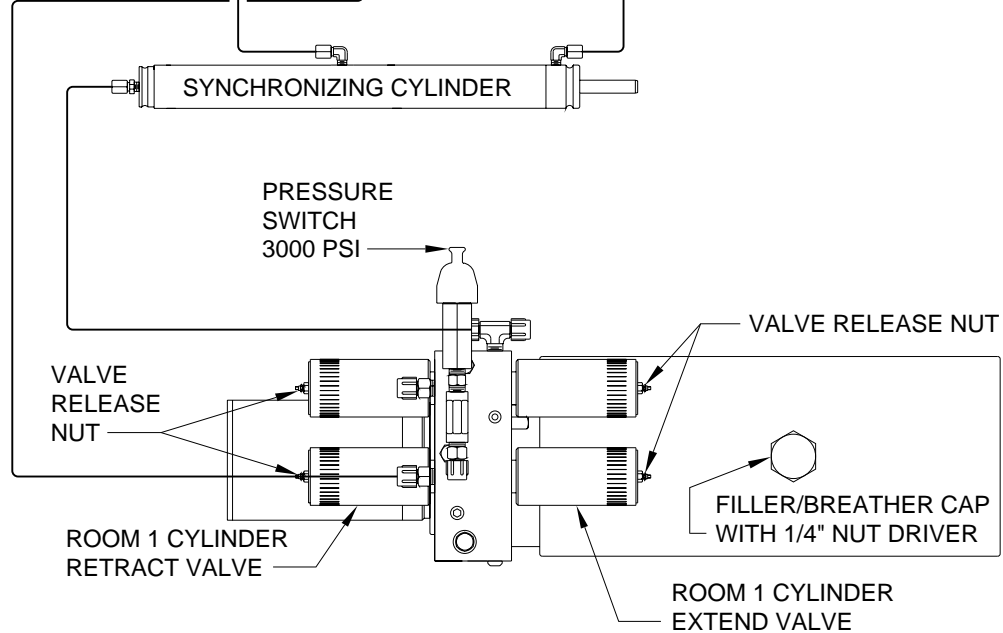 SYNCHRONIZING CYLINDER
PRESSURE
SWITCH
3000 PSI
VALVE RELEASE NUT
VALVE
RELEASE
NUT
FILLER/BREATHER CAP
WITH 1/4" NUT DRIVER
ROOM 1 CYLINDER
RETRACT VALVE
ROOM 1 CYLINDER
EXTEND VALVE